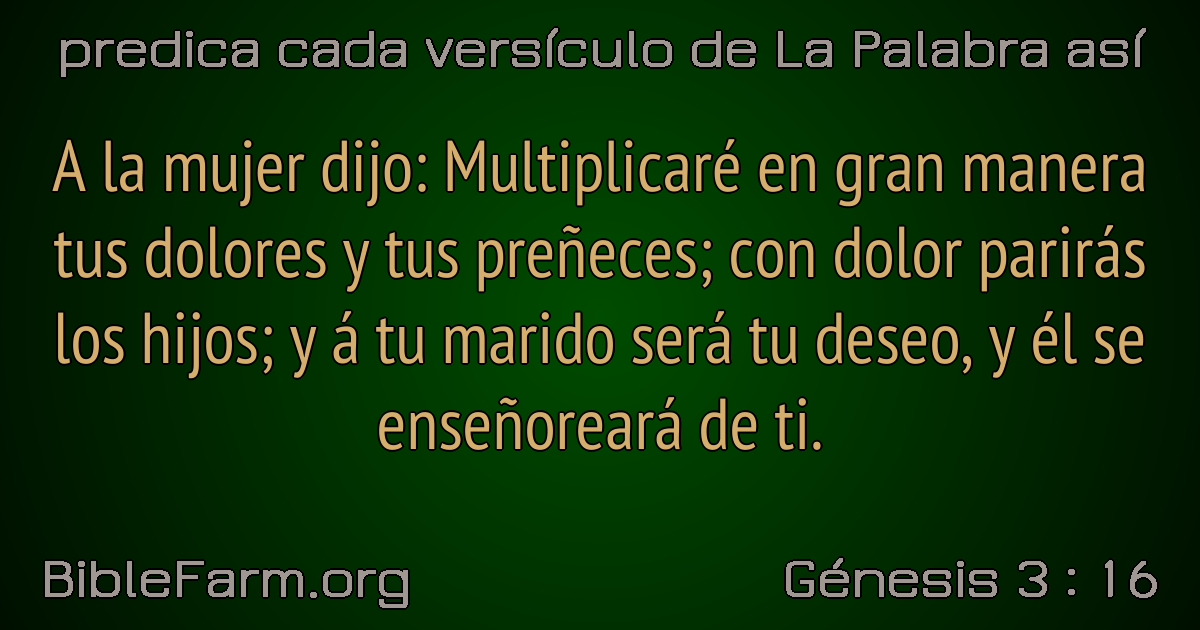 predica cada versículo de La Palabra así
A la mujer dijo: Multiplicaré en gran manera
tus dolores y tus preñeces; con dolor parirás
los hijos; y á tu marido será tu deseo, y él se
enseñoreará de ti.
BibleFarm.org Génesis 3 : 16